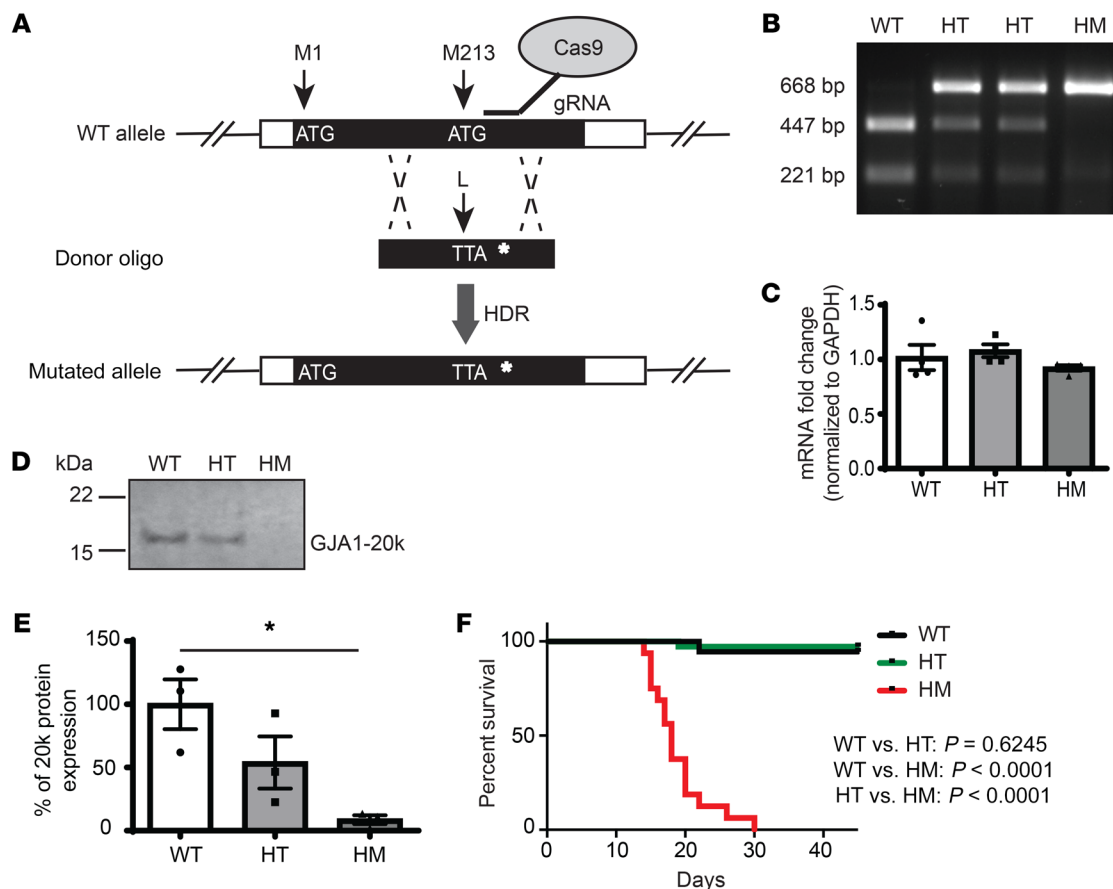 A
M1
M213
Cas9
gRNA
WT allele
ATG
ATG
L
Donor oligo
TTA *
HDR
Mutated allele
ATG
TTA *
B
WT HT HT HM
668 bp
447 bp
221 bp
C
mRNA fold change
(normalized to GAPDH)
1.5
1.0
0.5
0.0
WT HT HM
D
kDa WT HT HM
22
15
GJA1-20k
E
% of 20k protein
expression
150
100
50
0
*
WT HT HM
F
Percent survival
100
50
0
0 20 40
Days
WT
HT
HM
WT vs. HT: P = 0.6245
WT vs. HM: P < 0.0001
HT vs. HM: P < 0.0001